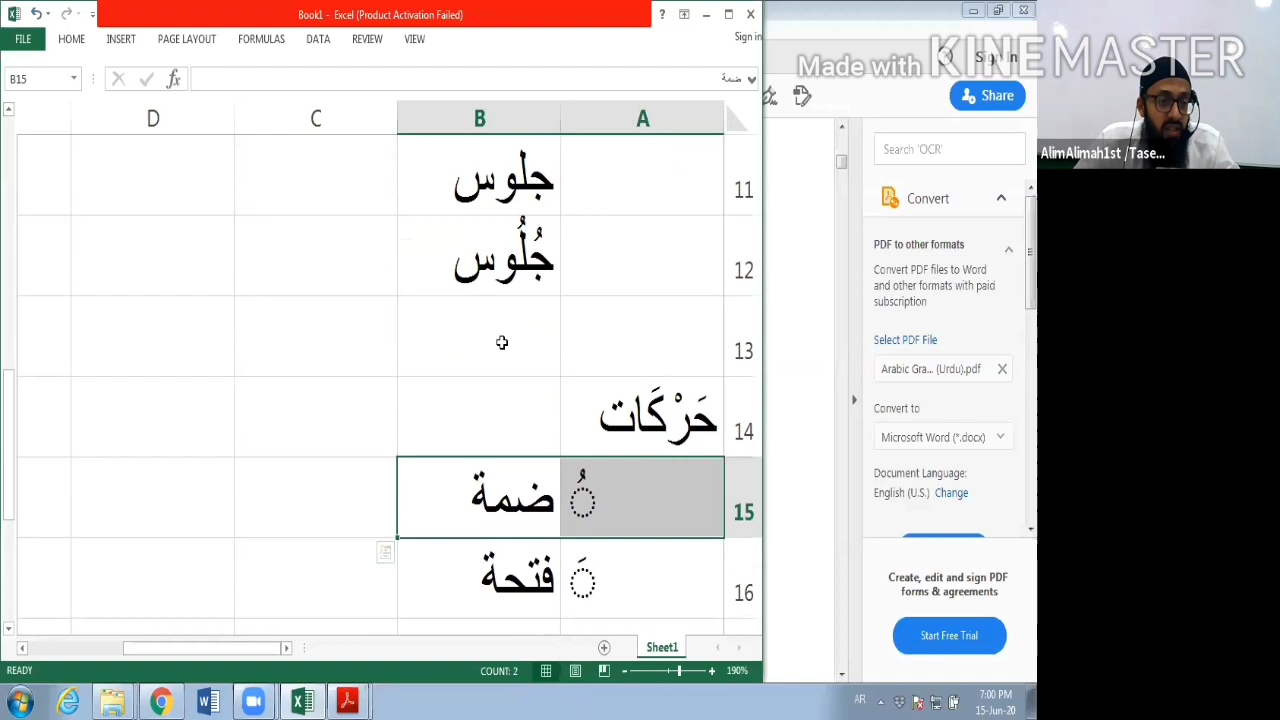 Book1 - Excel (Product Activation Failed)
FILE HOME INSERT PAGE LAYOUT FORMULAS DATA REVIEW VIEW
Sign in
B15
fx
ضمة
D C B A
جلوس
11
جُلُوس
12
13
حَرْكَات
14
◌ُ ضمة
15
◌َ فتحة
16
Sheet1
READY
COUNT: 2
190%
Sign In
Made with KINEMASTER
Share
Search 'OCR'
Convert
PDF to other formats
Convert PDF files to Word
and other formats with paid
subscription
Select PDF File
Arabic Gra... (Urdu).pdf
Convert to
Microsoft Word (*.docx)
Document Language:
English (U.S.) Change
Create, edit and sign PDF
forms & agreements
Start Free Trial
AlimAlimah1st /Tase...
AR
7:00 PM
15-Jun-20